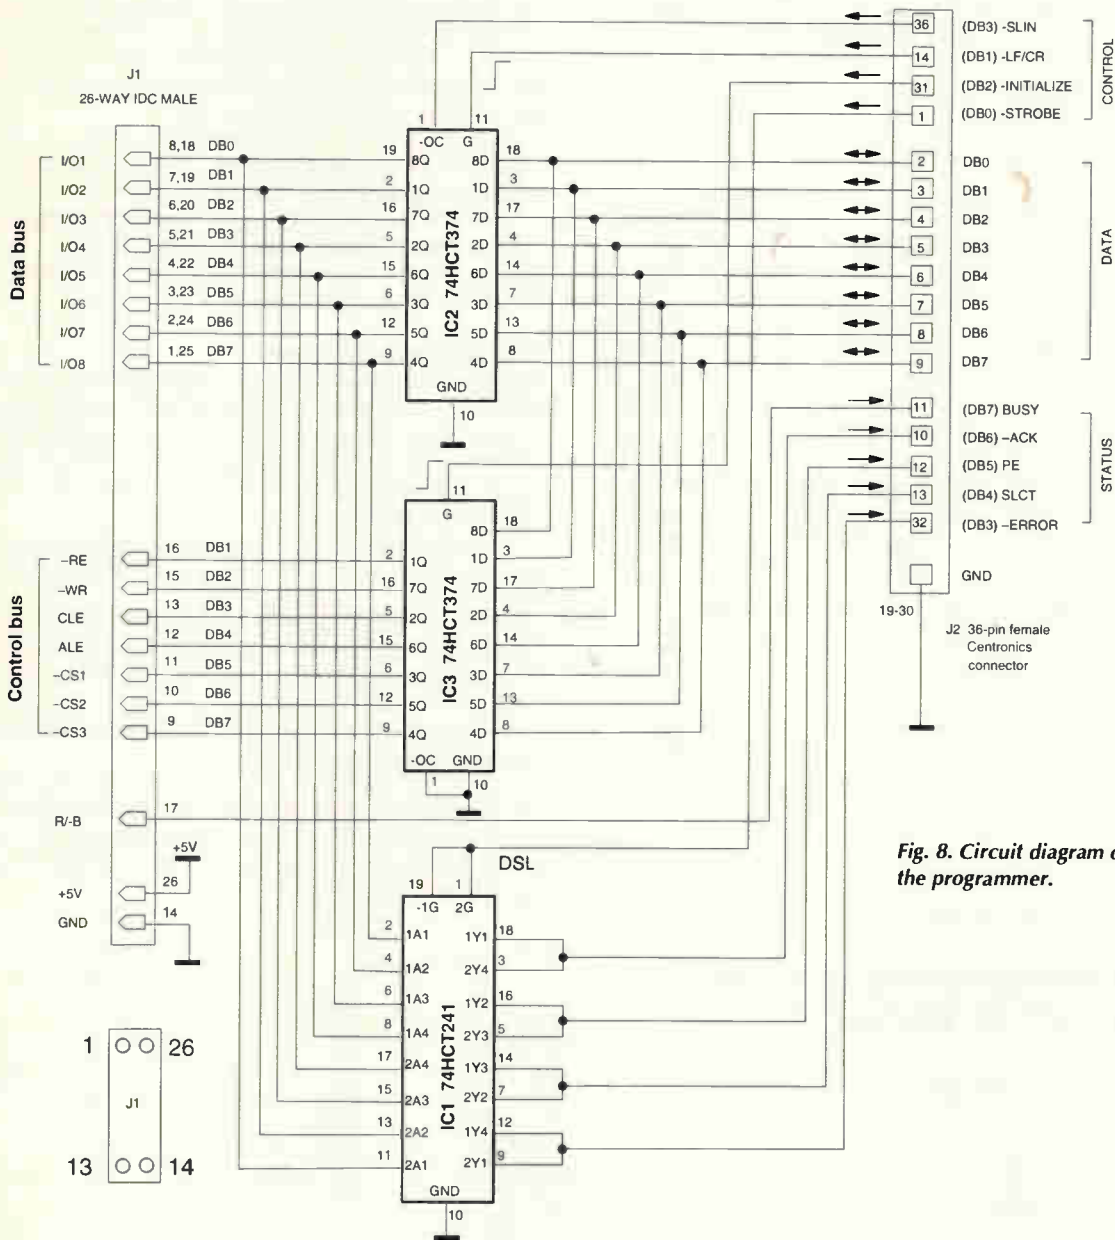 J1
26-WAY IDC MALE
Data bus
I/O1 8,18 DB0
I/O2 7,19 DB1
I/O3 6,20 DB2
I/O4 5,21 DB3
I/O5 4,22 DB4
I/O6 3,23 DB5
I/O7 2,24 DB6
I/O8 1,25 DB7
1 11
-OC G
19 8Q 8D 18
2 1Q 1D 3
16 7Q 7D 17
5 2Q 2D 4
15 6Q 6D 14
6 3Q 3D 7
12 5Q 5D 13
9 4Q 4D 8
IC2 74HCT374
GND
10
36 (DB3) -SLIN
14 (DB1) -LF/CR
31 (DB2) -INITIALIZE
1 (DB0) -STROBE
CONTROL
2 DB0
3 DB1
4 DB2
5 DB3
6 DB4
7 DB5
8 DB6
9 DB7
DATA
11 (DB7) BUSY
10 (DB6) -ACK
12 (DB5) PE
13 (DB4) SLCT
32 (DB3) -ERROR
STATUS
GND
19-30
J2 36-pin female
Centronics
connector
Control bus
-RE 16 DB1
-WR 15 DB2
CLE 13 DB3
ALE 12 DB4
-CS1 11 DB5
-CS2 10 DB6
-CS3 9 DB7
11
G
8D 18
2 1Q 1D 3
16 7Q 7D 17
5 2Q 2D 4
15 6Q 6D 14
6 3Q 3D 7
12 5Q 5D 13
9 4Q 4D 8
IC3 74HCT374
-OC GND
1 10
R/-B 17
+5V
+5V 26
GND 14
DSL
19 1
-1G 2G
2 1A1 1Y1 18
4 1A2 2Y4 3
6 1A3 1Y2 16
8 1A4 2Y3 5
17 2A4 1Y3 14
15 2A3 2Y2 7
13 2A2 1Y4 12
11 2A1 2Y1 9
IC1 74HCT241
GND
10
1 26
J1
13 14
Fig. 8. Circuit diagram
the programmer.